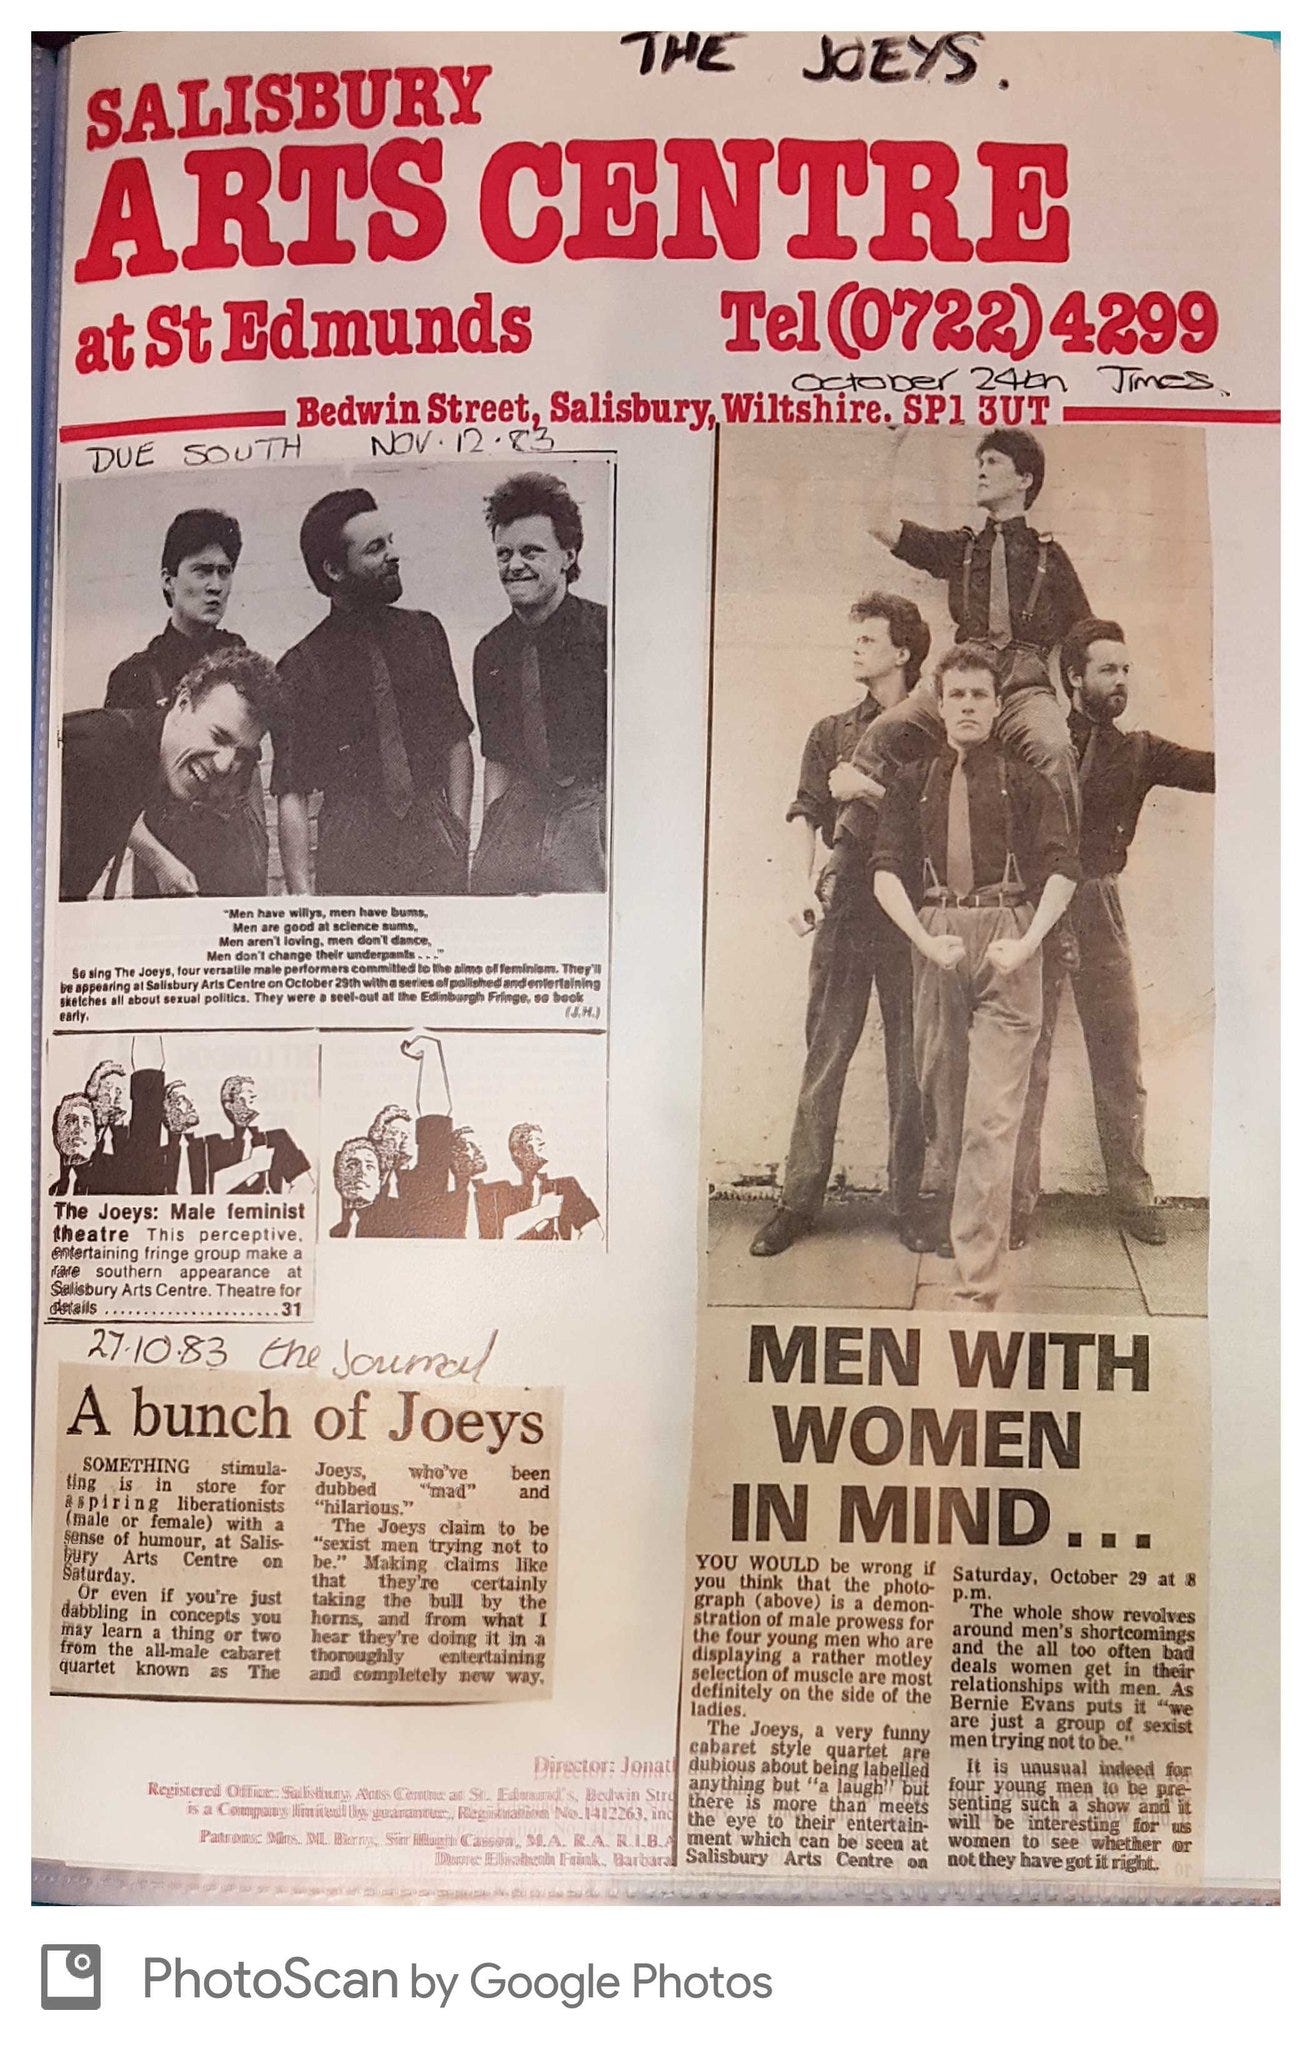 THE JOEYS.
SALISBURY
ARTS CENTRE
at St Edmunds
Tel (0722) 4299
October 24th Times.
Bedwin Street, Salisbury, Wiltshire. SP1 3UT
DUE SOUTH NOV. 12. 83
"Men have willys, men have bums,
Men are good at science sums,
Men aren't loving, men don't dance,
Men don't change their underpants . . ."
So sing The Joeys, four versatile male performers committed to the aims of feminism. They'll
be appearing at Salisbury Arts Centre on October 29th with a series of polished and entertaining
sketches all about sexual politics. They were a seel-out at the Edinburgh Fringe, so book
early. (J.H.)
The Joeys: Male feminist
theatre This perceptive,
entertaining fringe group make a
rare southern appearance at
Salisbury Arts Centre. Theatre for
details ......................31
27.10.83 the Journal
A bunch of Joeys
SOMETHING stimula-
ting is in store for
aspiring liberationists
(male or female) with a
sense of humour, at Salis-
bury Arts Centre on
Saturday.
Or even if you're just
dabbling in concepts you
may learn a thing or two
from the all-male cabaret
quartet known as The
Joeys, who've been
dubbed "mad" and
"hilarious."
The Joeys claim to be
"sexist men trying not to
be." Making claims like
that they're certainly
taking the bull by the
horns, and from what I
hear they're doing it in a
thoroughly entertaining
and completely new way.
MEN WITH
WOMEN
IN MIND...
YOU WOULD be wrong if
you think that the photo-
graph (above) is a demon-
stration of male prowess for
the four young men who are
displaying a rather motley
selection of muscle are most
definitely on the side of the
ladies.
The Joeys, a very funny
cabaret style quartet are
dubious about being labelled
anything but "a laugh" but
there is more than meets
the eye to their entertain-
ment which can be seen at
Salisbury Arts Centre on
Saturday, October 29 at 8
p.m.
The whole show revolves
around men's shortcomings
and the all too often bad
deals women get in their
relationships with men. As
Bernie Evans puts it "we
are just a group of sexist
men trying not to be."
It is unusual indeed for
four young men to be pre-
senting such a show and it
will be interesting for us
women to see whether or
not they have got it right.
Director: Jonat
Registered Office: Salisbury Arts Centre at St. Edmund's, Bedwin Stre
is a Company limited by guarantee, Registration No. 1412263, inc
Patrons: Mrs. M. Berry, Sir Hugh Casson, M.A. R.A. R.I.B.A
Dame Elisabeth Frink, Barbara
PhotoScan by Google Photos